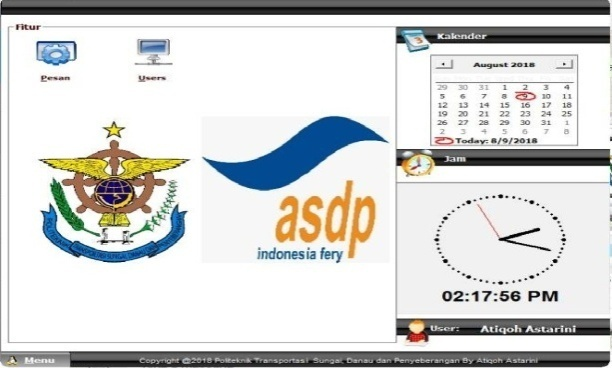 Fitur
Pesan
Users
asdp
indonesia fery
Kalender
August 2018
29 30 31 1 2 3 4
5 6 7 8 9 10 11
12 13 14 15 16 17 18
19 20 21 22 23 24 25
26 27 28 29 30 31 1
2 3 4 5 6 7 8
Today: 8/9/2018
Jam
02:17:56 PM
User: Atiqoh Astarini
Menu
Copyright @2018 Politeknik Transportasi Sungai, Danau dan Penyeberangan By Atiqoh Astarini